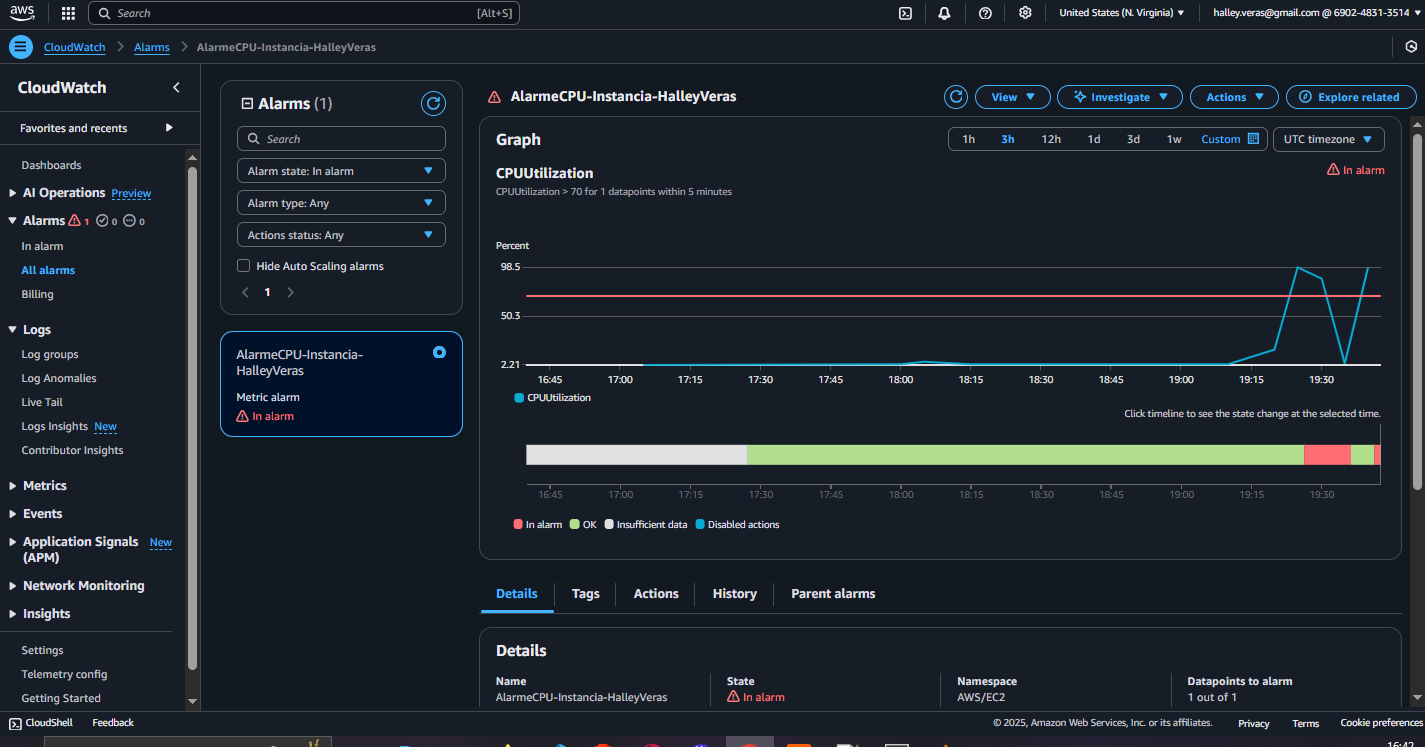 aws
Search [Alt+S]
United States (N. Virginia)
halley.veras@gmail.com @ 6902-4831-3514
CloudWatch > Alarms > AlarmeCPU-Instancia-HalleyVeras
CloudWatch
Favorites and recents
Dashboards
AI Operations Preview
Alarms 1 0 0
In alarm
All alarms
Billing
Logs
Log groups
Log Anomalies
Live Tail
Logs Insights New
Contributor Insights
Metrics
Events
Application Signals New
(APM)
Network Monitoring
Insights
Settings
Telemetry config
Getting Started
Alarms (1)
Search
Alarm state: In alarm
Alarm type: Any
Actions status: Any
Hide Auto Scaling alarms
1
AlarmeCPU-Instancia-
HalleyVeras
Metric alarm
In alarm
AlarmeCPU-Instancia-HalleyVeras
View
Investigate
Actions
Explore related
Graph
1h 3h 12h 1d 3d 1w Custom
UTC timezone
CPUUtilization
In alarm
CPUUtilization > 70 for 1 datapoints within 5 minutes
Percent
98.5
50.3
2.21
16:45 17:00 17:15 17:30 17:45 18:00 18:15 18:30 18:45 19:00 19:15 19:30
CPUUtilization
Click timeline to see the state change at the selected time.
16:45 17:00 17:15 17:30 17:45 18:00 18:15 18:30 18:45 19:00 19:15 19:30
In alarm OK Insufficient data Disabled actions
Details Tags Actions History Parent alarms
Details
Name
AlarmeCPU-Instancia-HalleyVeras
State
In alarm
Namespace
AWS/EC2
Datapoints to alarm
1 out of 1
CloudShell Feedback
© 2025, Amazon Web Services, Inc. or its affiliates. Privacy Terms Cookie preferences
16:42